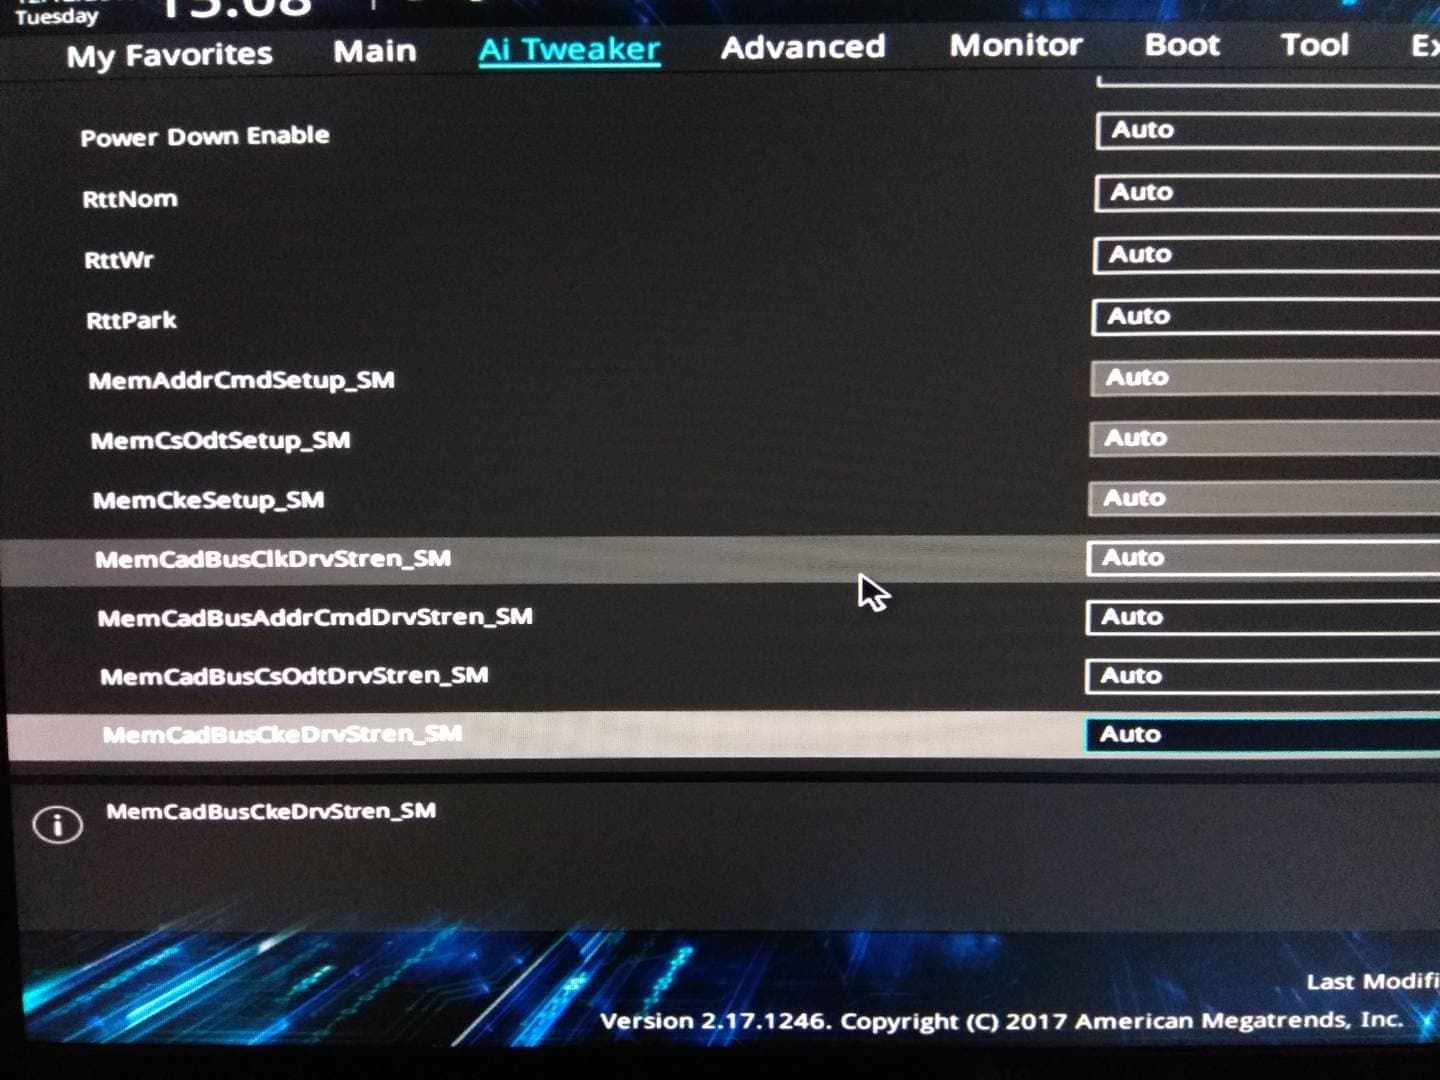 Tuesday
15:08
My Favorites Main Ai Tweaker Advanced Monitor Boot Tool
Power Down Enable Auto
RttNom Auto
RttWr Auto
RttPark Auto
MemAddrCmdSetup_SM Auto
MemCsOdtSetup_SM Auto
MemCkeSetup_SM Auto
MemCadBusClkDrvStren_SM Auto
MemCadBusAddrCmdDrvStren_SM Auto
MemCadBusCsOdtDrvStren_SM Auto
MemCadBusCkeDrvStren_SM Auto
i MemCadBusCkeDrvStren_SM
Last Modifi
Version 2.17.1246. Copyright (C) 2017 American Megatrends, Inc.